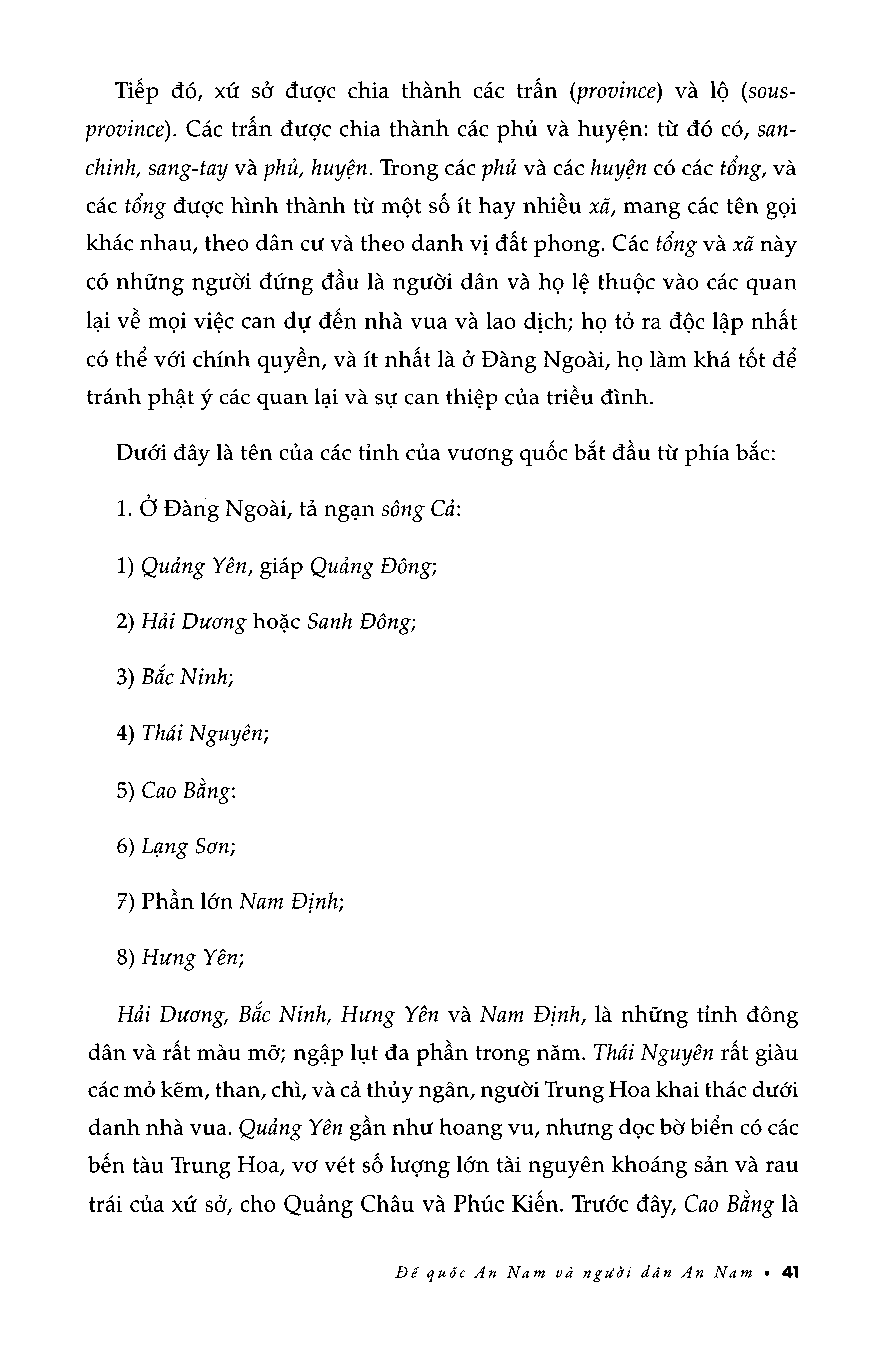 Tiếp đó, xứ sở được chia thành các trấn (province) và lộ (sous-
province). Các trấn được chia thành các phủ và huyện: từ đó có, san-
chinh, sang-tay và phủ, huyện. Trong các phủ và các huyện có các tổng, và
các tổng được hình thành từ một số ít hay nhiều xã, mang các tên gọi
khác nhau, theo dân cư và theo danh vị đất phong. Các tổng và xã này
có những người đứng đầu là người dân và họ lệ thuộc vào các quan
lại về mọi việc can dự đến nhà vua và lao dịch; họ tỏ ra độc lập nhất
có thể với chính quyền, và ít nhất là ở Đàng Ngoài, họ làm khá tốt để
tránh phật ý các quan lại và sự can thiệp của triều đình.
Dưới đây là tên của các tỉnh của vương quốc bắt đầu từ phía bắc:
1. Ở Đàng Ngoài, tả ngạn sông Cả:
1) Quảng Yên, giáp Quảng Đông;
2) Hải Dương hoặc Sanh Đông;
3) Bắc Ninh;
4) Thái Nguyên;
5) Cao Bằng:
6) Lạng Sơn;
7) Phần lớn Nam Định;
8) Hưng Yên;
Hải Dương, Bắc Ninh, Hưng Yên và Nam Định, là những tỉnh đông
dân và rất màu mỡ; ngập lụt đa phần trong năm. Thái Nguyên rất giàu
các mỏ kẽm, than, chì, và cả thủy ngân, người Trung Hoa khai thác dưới
danh nhà vua. Quảng Yên gần như hoang vu, nhưng dọc bờ biển có các
bến tàu Trung Hoa, vơ vét số lượng lớn tài nguyên khoáng sản và rau
trái của xứ sở, cho Quảng Châu và Phúc Kiến. Trước đây, Cao Bằng là
Đế quốc An Nam và người dân An Nam • 41